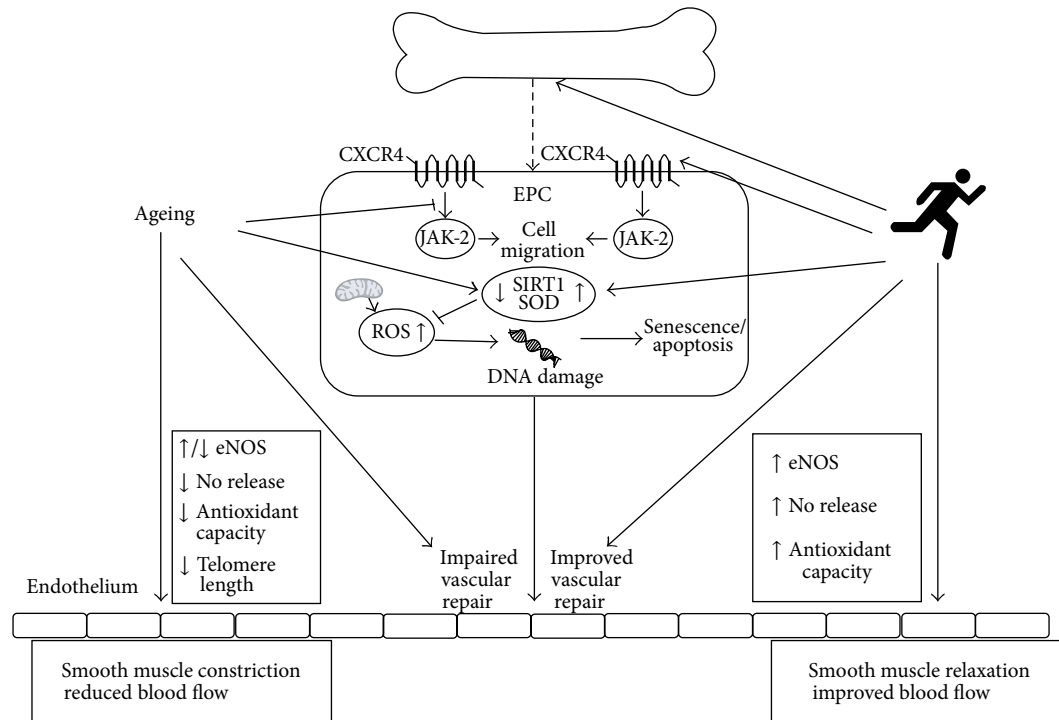 CXCR4
CXCR4
EPC
Ageing
JAK-2
Cell
migration
JAK-2
↓ SIRT1 ↑
SOD
ROS ↑
Senescence/
apoptosis
DNA damage
↑/↓ eNOS
↓ No release
↓ Antioxidant
capacity
↓ Telomere
length
↑ eNOS
↑ No release
↑ Antioxidant
capacity
Impaired
vascular
repair
Improved
vascular
repair
Endothelium
Smooth muscle constriction
reduced blood flow
Smooth muscle relaxation
improved blood flow